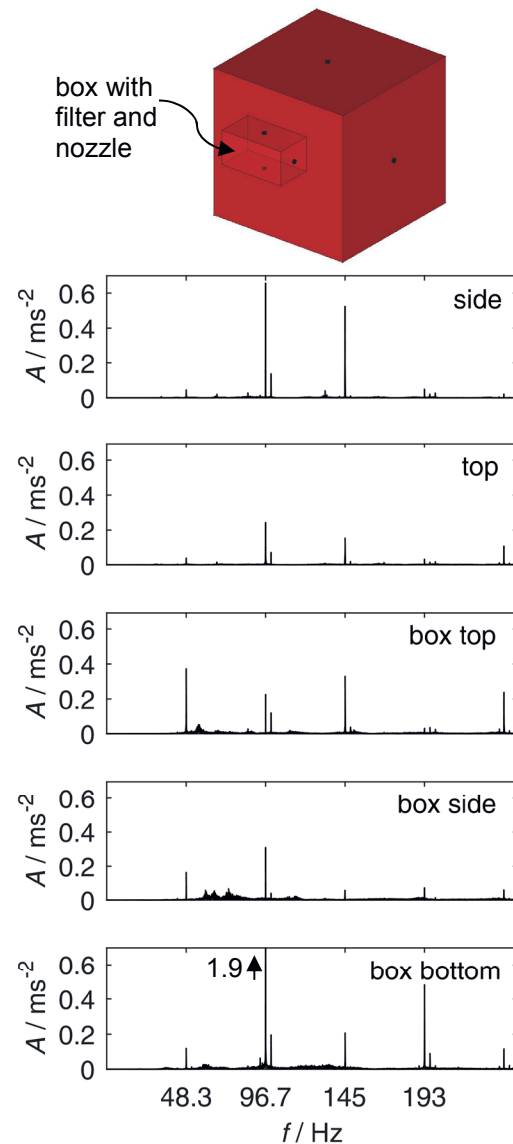 box with
filter and
nozzle
A / ms-2
0.6
0.4
0.2
0
side
A / ms-2
0.6
0.4
0.2
0
top
A / ms-2
0.6
0.4
0.2
0
box top
A / ms-2
0.6
0.4
0.2
0
box side
A / ms-2
0.6
0.4
0.2
0
1.9
box bottom
48.3 96.7 145 193
f / Hz